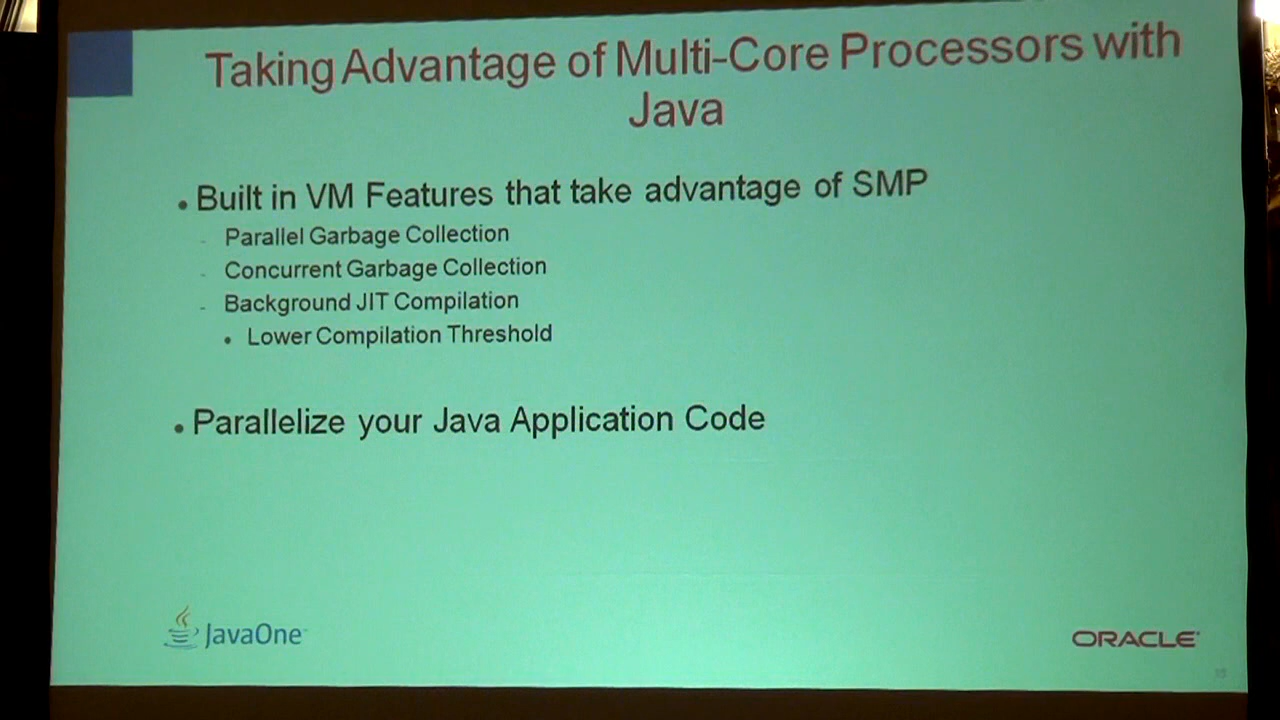 Taking Advantage of Multi-Core Processors with
Java
• Built in VM Features that take advantage of SMP
- Parallel Garbage Collection
- Concurrent Garbage Collection
- Background JIT Compilation
• Lower Compilation Threshold
• Parallelize your Java Application Code
JavaOne
ORACLE